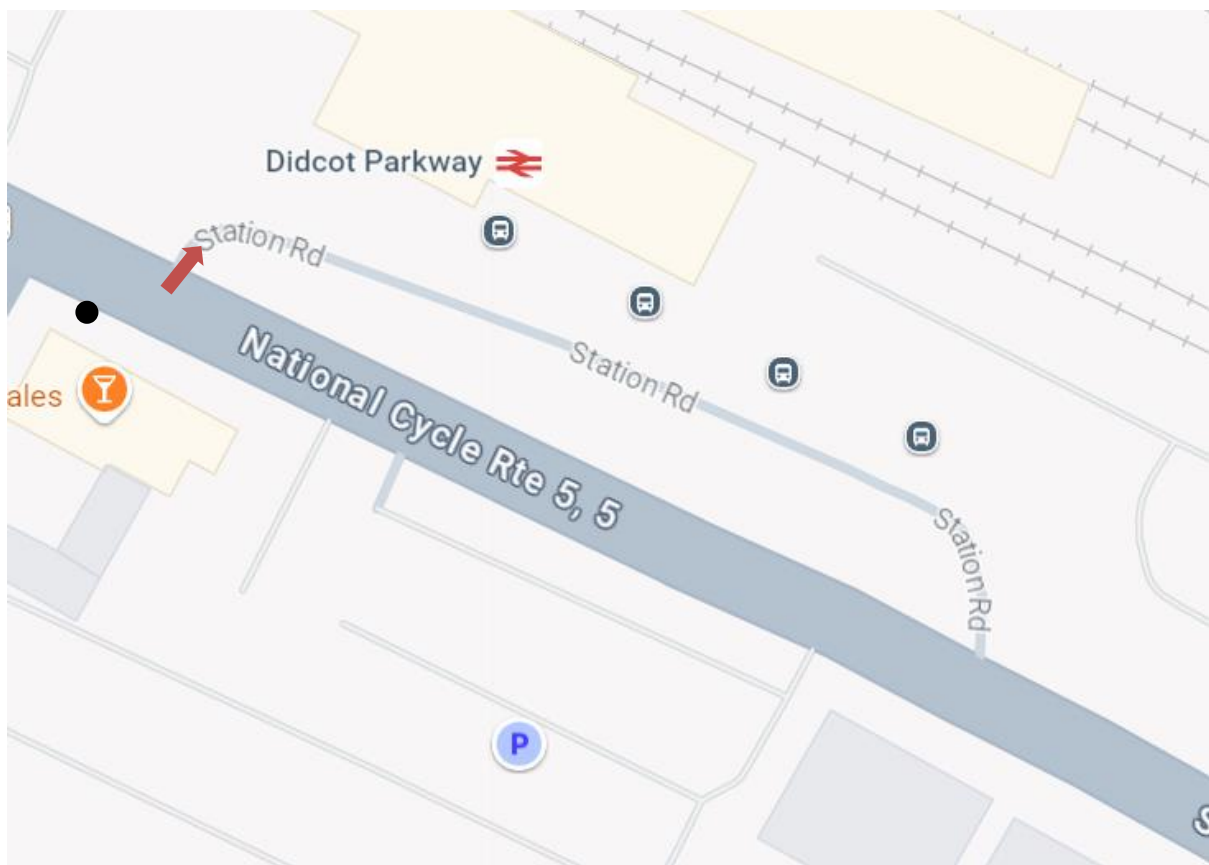 Didcot Parkway
Station Rd
Station Rd
National Cycle Rte 5, 5
ales
Station Rd
P
S